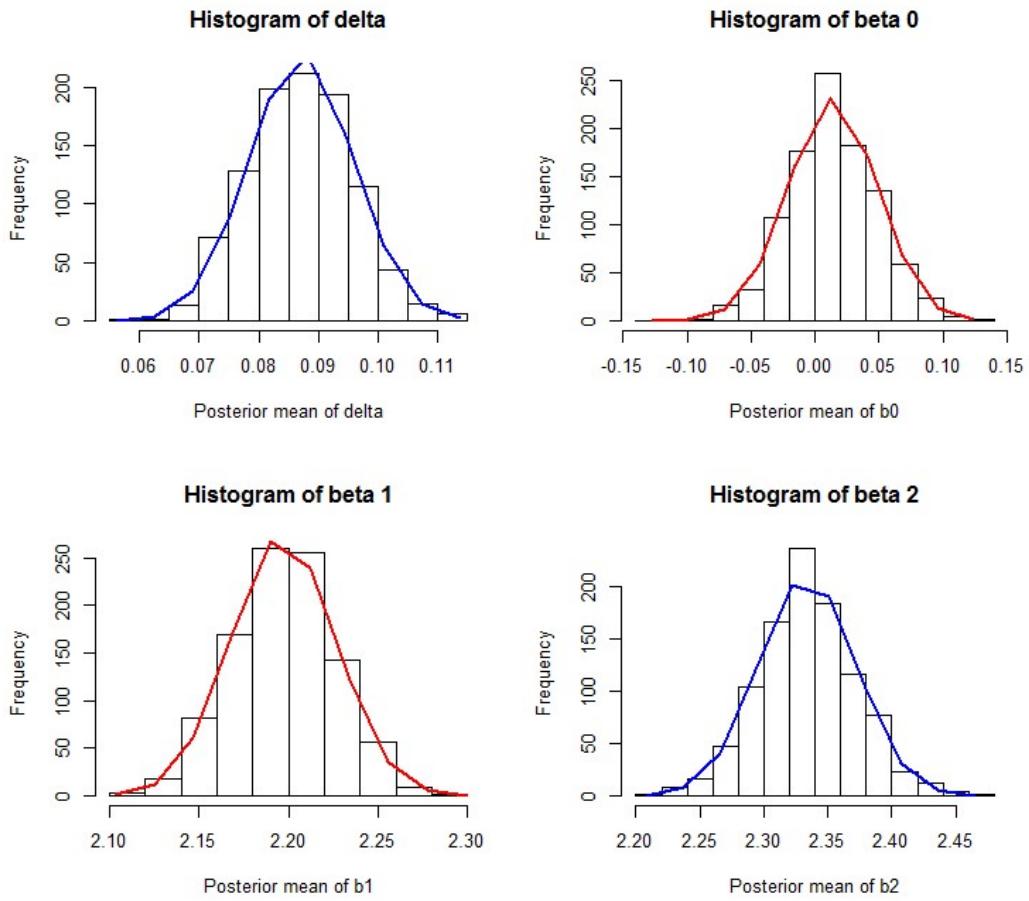 Histogram of delta
Frequency
0 50 100 150 200
0.06 0.07 0.08 0.09 0.10 0.11
Posterior mean of delta
Histogram of beta 0
Frequency
0 50 100 150 200 250
-0.15 -0.10 -0.05 0.00 0.05 0.10 0.15
Posterior mean of b0
Histogram of beta 1
Frequency
0 50 100 150 200 250
2.10 2.15 2.20 2.25 2.30
Posterior mean of b1
Histogram of beta 2
Frequency
0 50 100 150 200
2.20 2.25 2.30 2.35 2.40 2.45
Posterior mean of b2